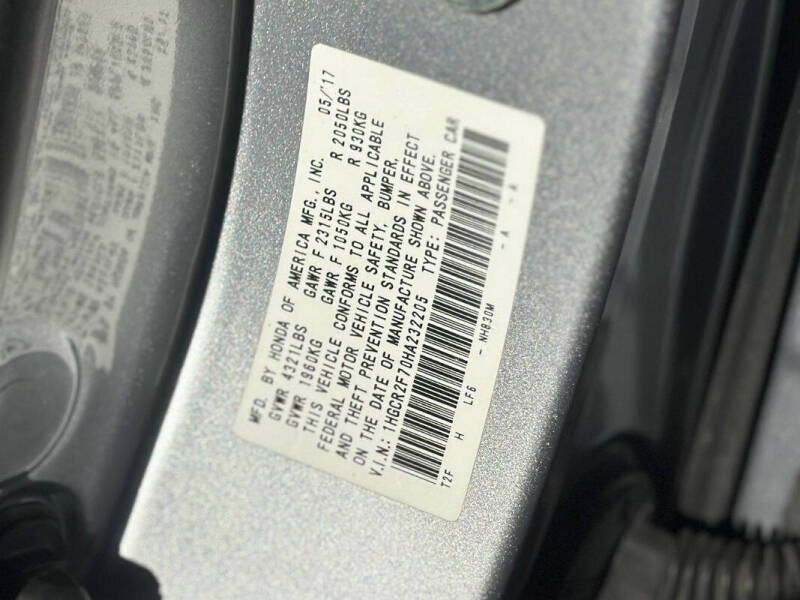 MFD. BY HONDA OF AMERICA MFG., INC. 05/'17
GVWR 4321LBS GAWR F 2315LBS R 2050LBS
GVWR 1960KG GAWR F 1050KG R 930KG
THIS VEHICLE CONFORMS TO ALL APPLICABLE
FEDERAL MOTOR VEHICLE SAFETY, BUMPER,
AND THEFT PREVENTION STANDARDS IN EFFECT
ON THE DATE OF MANUFACTURE SHOWN ABOVE.
V.I.N.: 1HGCR2F70HA232205 TYPE: PASSENGER CAR
T2F H LF6 - NH830M - A - A